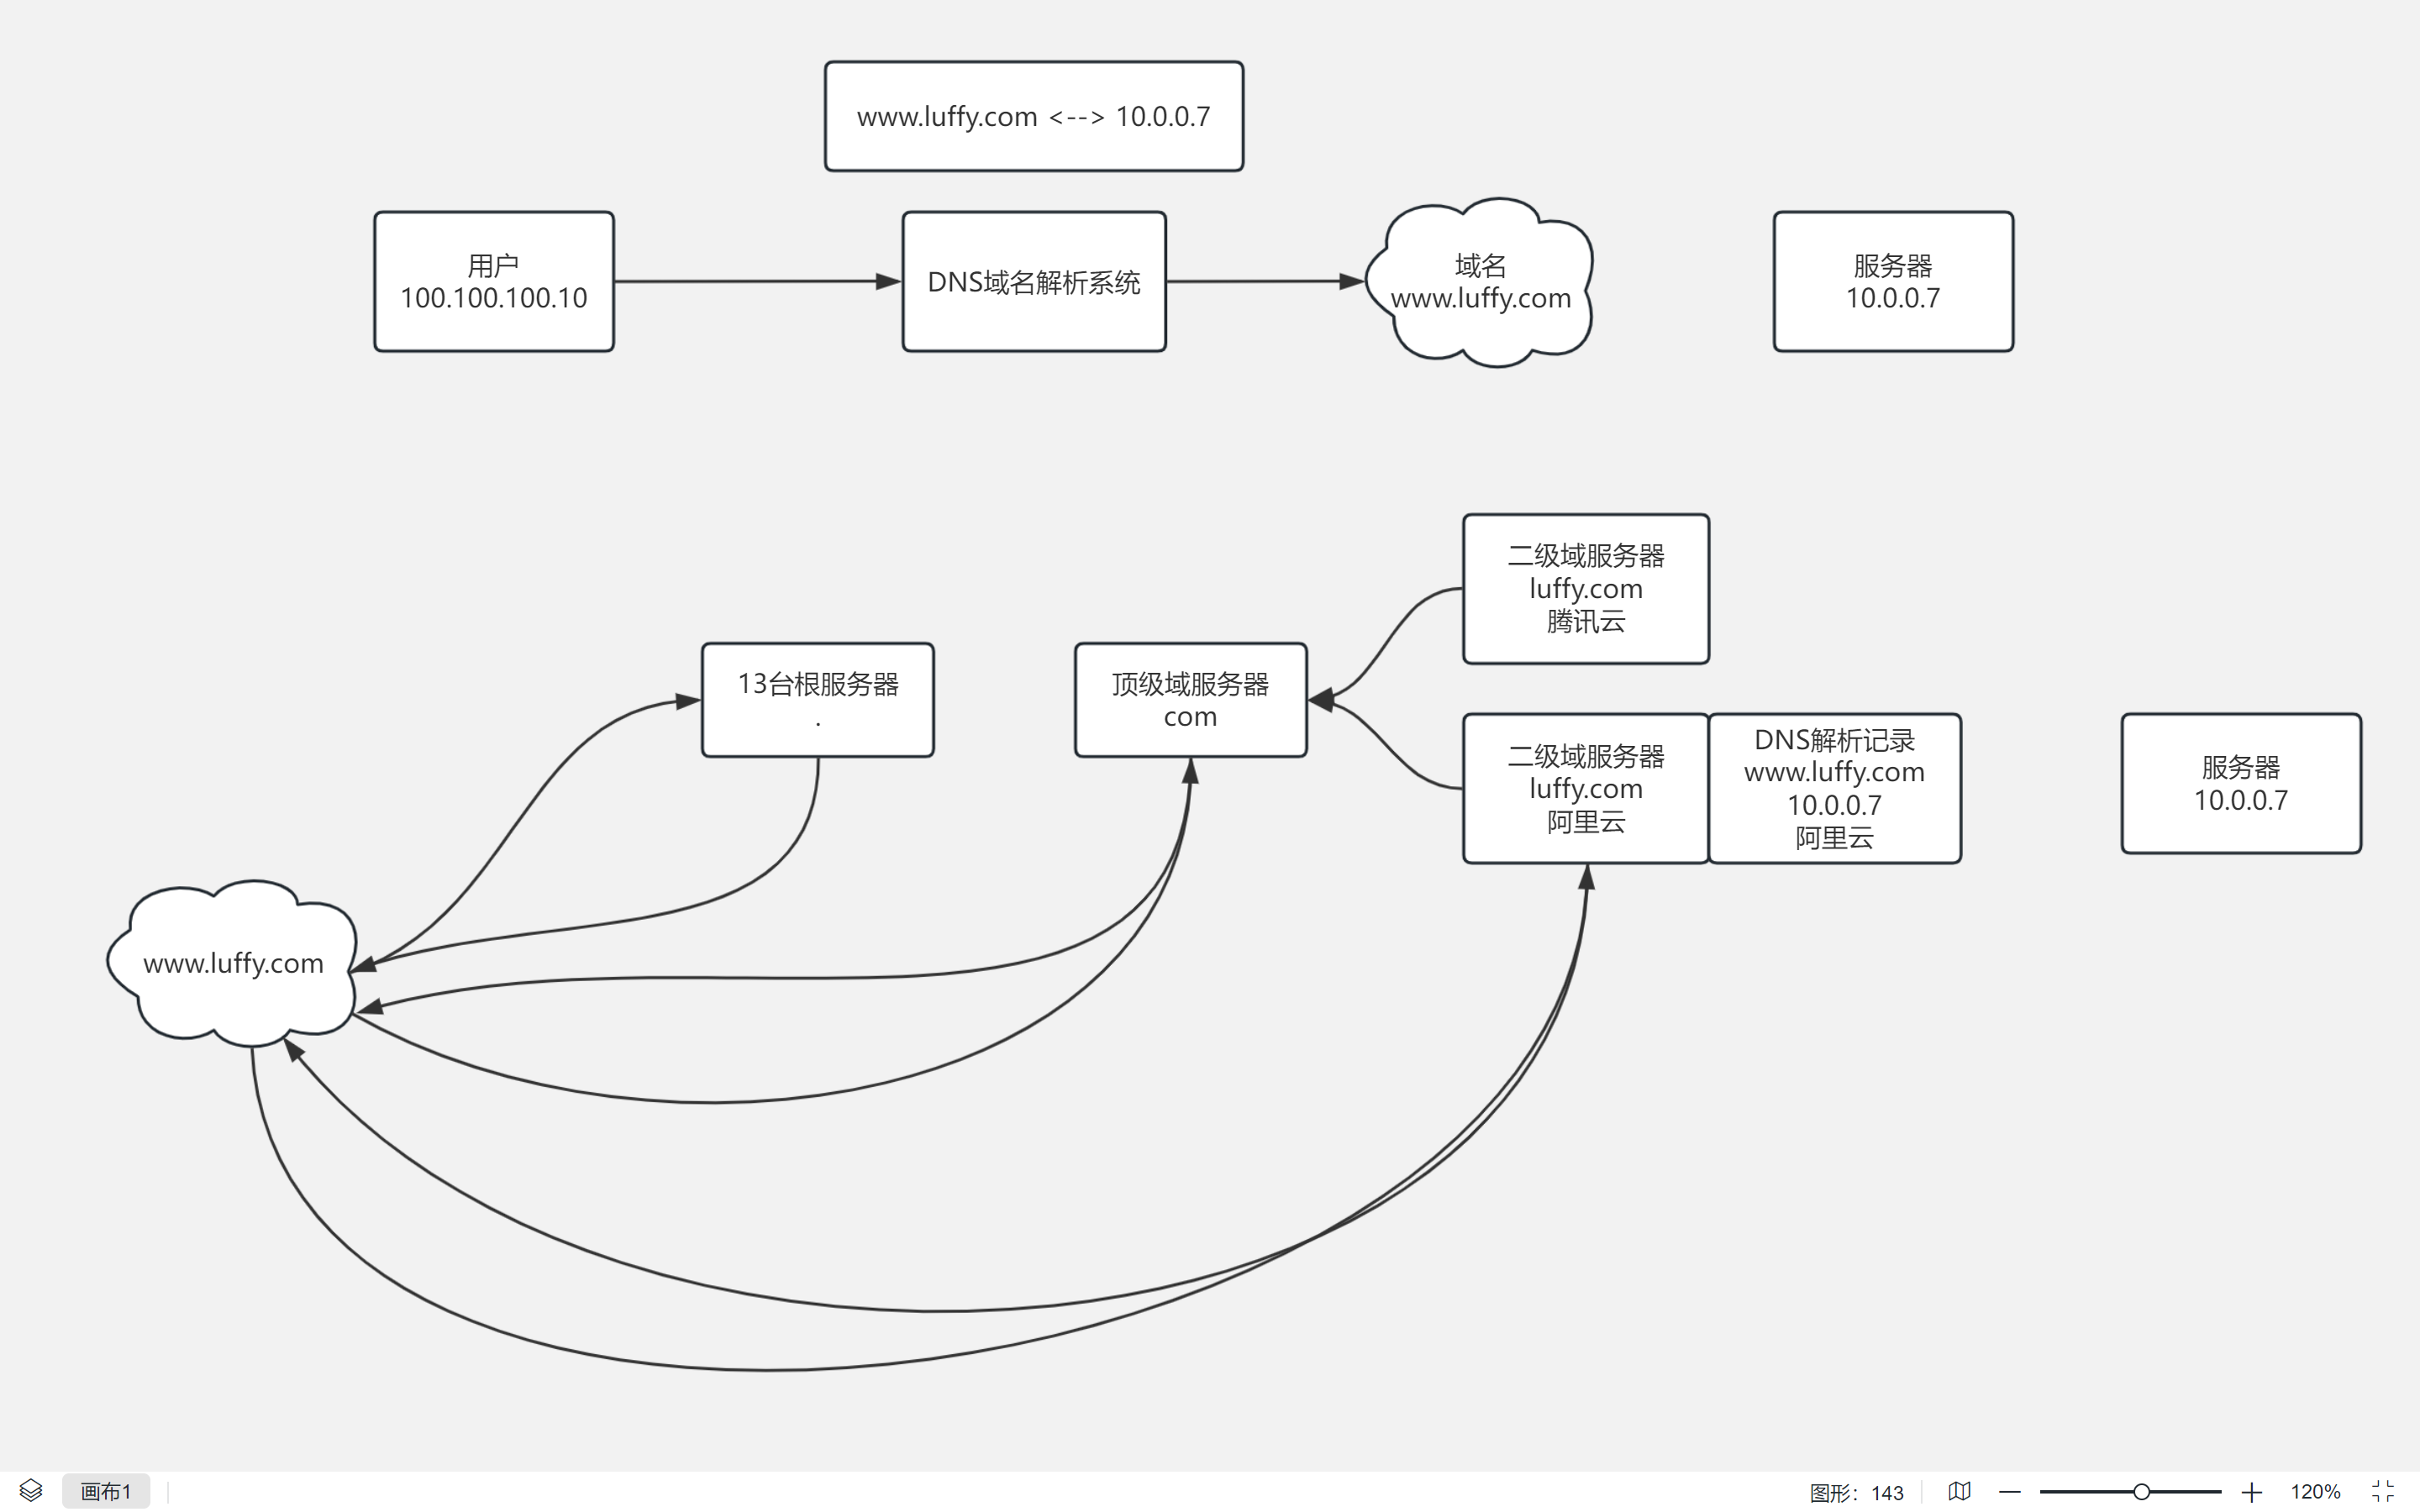 www.luffy.com <--> 10.0.0.7
用户
100.100.100.10
DNS域名解析系统
域名
www.luffy.com
服务器
10.0.0.7
二级域服务器
luffy.com
腾讯云
13台根服务器
.
顶级域服务器
com
二级域服务器
luffy.com
阿里云
DNS解析记录
www.luffy.com
10.0.0.7
阿里云
服务器
10.0.0.7
www.luffy.com
画布1
图形：143
120%